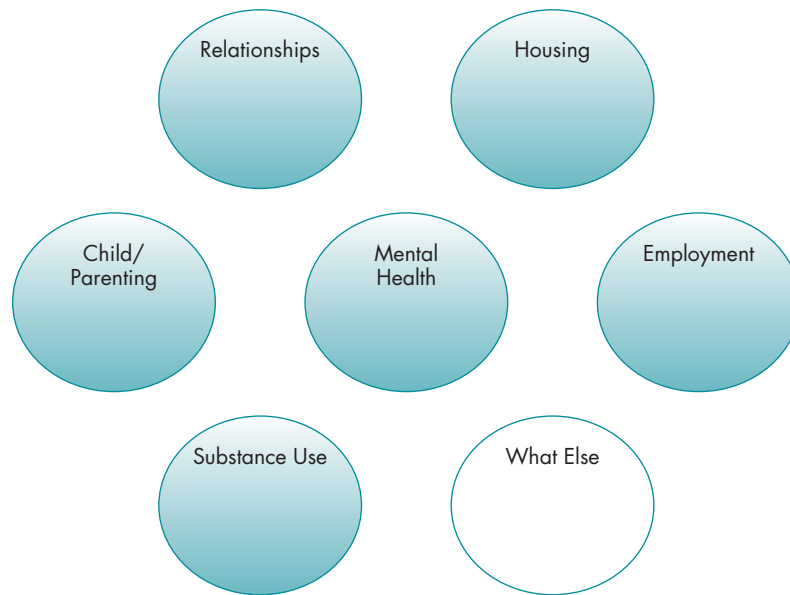 Relationships
Housing
Child/
Parenting
Mental
Health
Employment
Substance Use
What Else